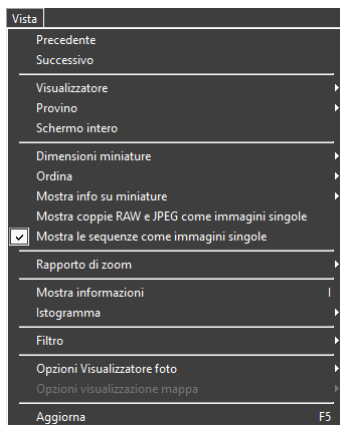 Vista
Precedente
Successivo
Visualizzatore
Provino
Schermo intero
Dimensioni miniature
Ordina
Mostra info su miniature
Mostra coppie RAW e JPEG come immagini singole
Mostra le sequenze come immagini singole
Rapporto di zoom
Mostra informazioni I
Istogramma
Filtro
Opzioni Visualizzatore foto
Opzioni visualizzazione mappa
Aggiorna F5